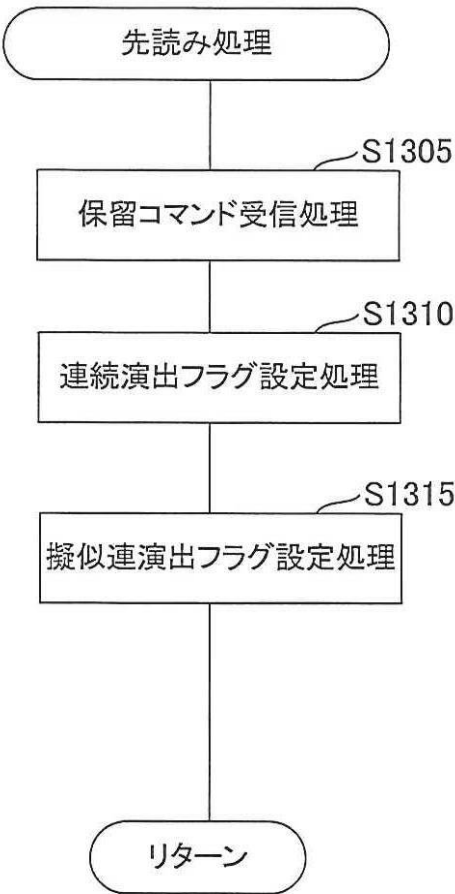 先読み処理
S1305
保留コマンド受信処理
S1310
連続演出フラグ設定処理
S1315
擬似連演出フラグ設定処理
リターン